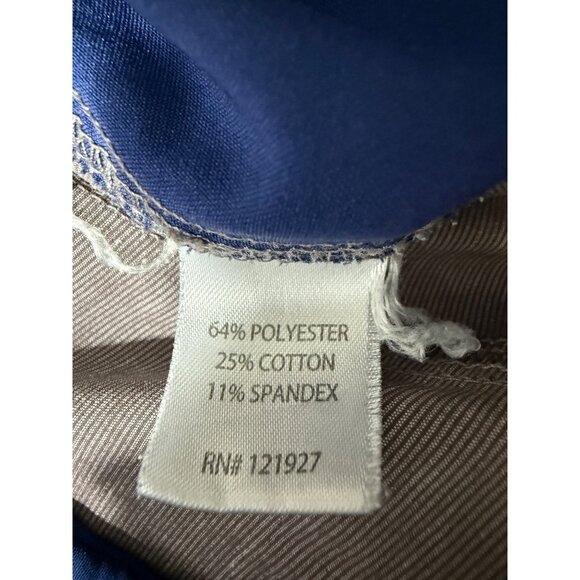 64% POLYESTER
25% COTTON
11% SPANDEX
RN# 121927